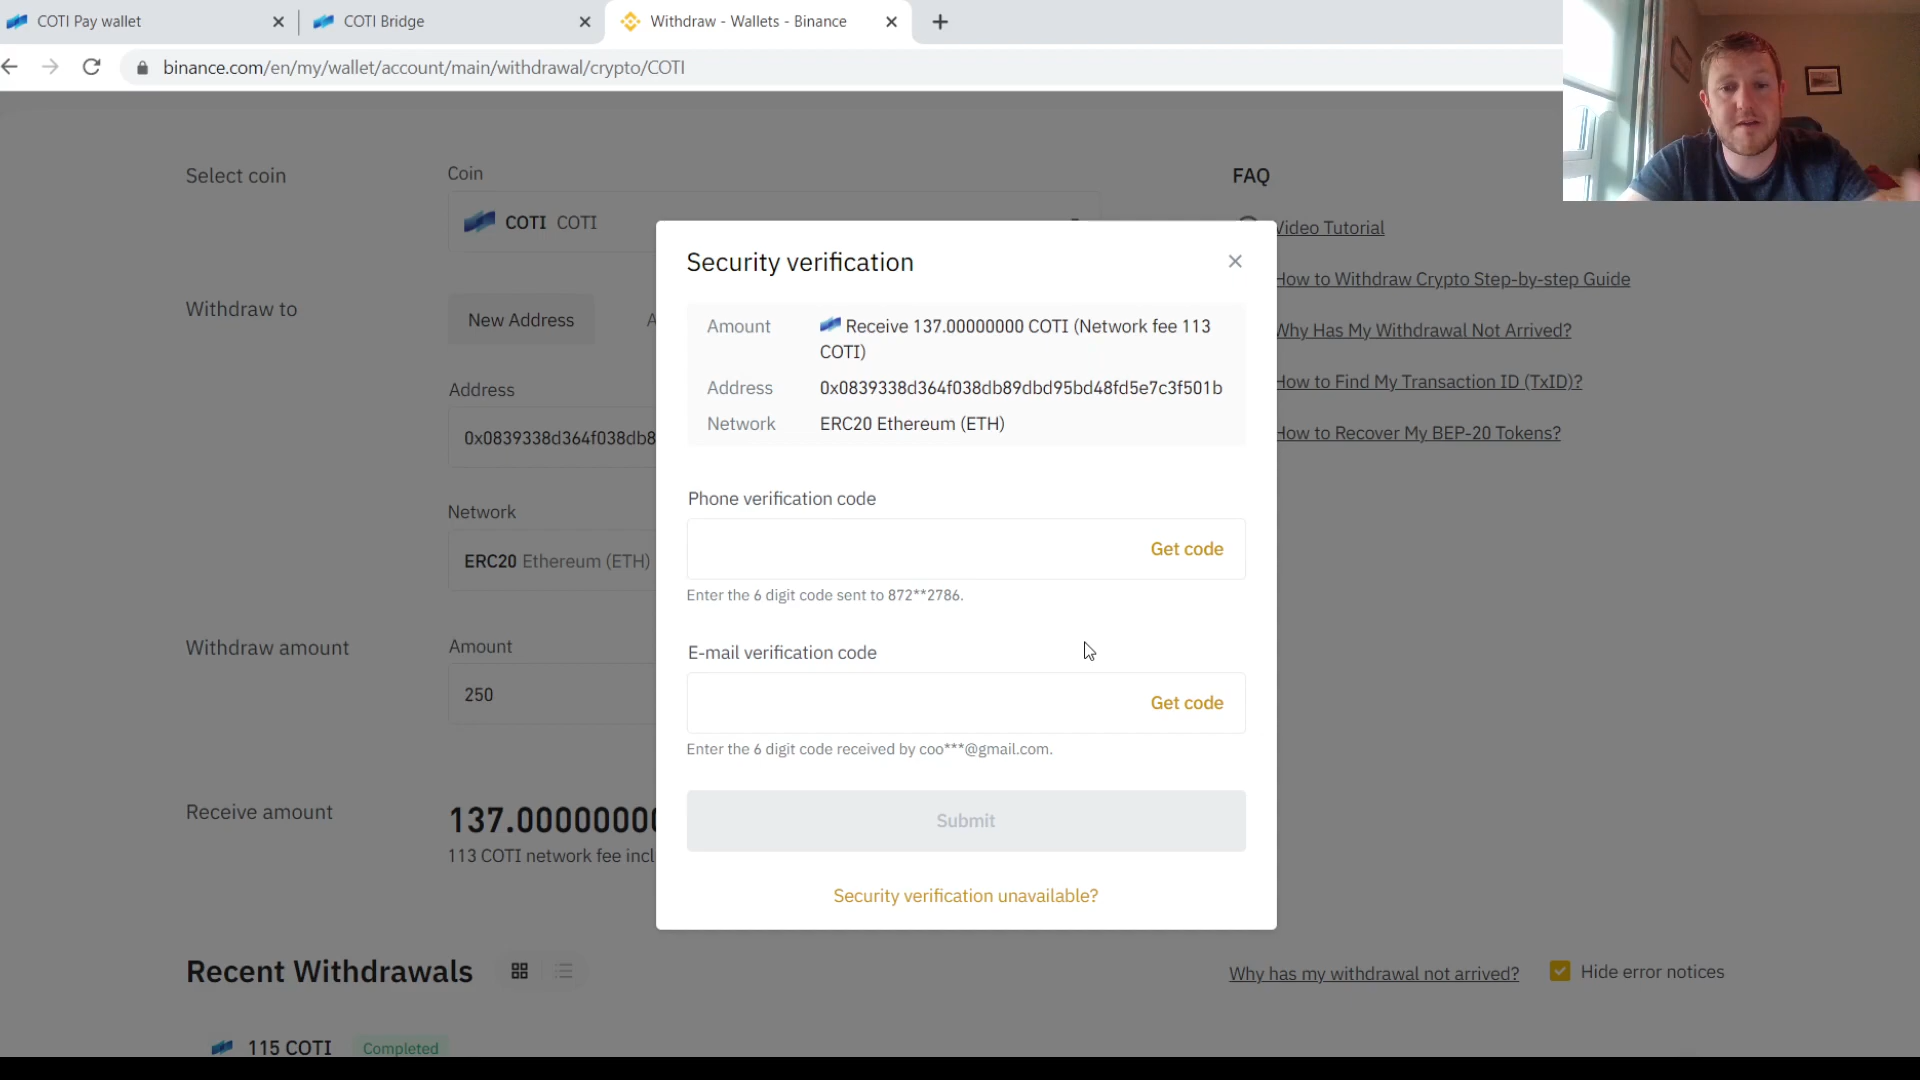 COTI Pay wallet
COTI Bridge
Withdraw - Wallets - Binance
binance.com/en/my/wallet/account/main/withdrawal/crypto/COTI
Select coin
Coin
COTI COTI
Withdraw to
New Address
A
Address
0x0839338d364f038db8
Network
ERC20 Ethereum (ETH)
Withdraw amount
Amount
250
Receive amount
137.0000000
113 COTI network fee incl
Security verification
Amount
Receive 137.00000000 COTI (Network fee 113
COTI)
Address
0x0839338d364f038db89dbd95bd48fd5e7c3f501b
Network
ERC20 Ethereum (ETH)
Phone verification code
Get code
Enter the 6 digit code sent to 872**2786.
E-mail verification code
Get code
Enter the 6 digit code received by coo***@gmail.com.
Submit
Security verification unavailable?
FAQ
Video Tutorial
How to Withdraw Crypto Step-by-step Guide
Why Has My Withdrawal Not Arrived?
How to Find My Transaction ID (TxID)?
How to Recover My BEP-20 Tokens?
Recent Withdrawals
Why has my withdrawal not arrived?
Hide error notices
115 COTI
Completed